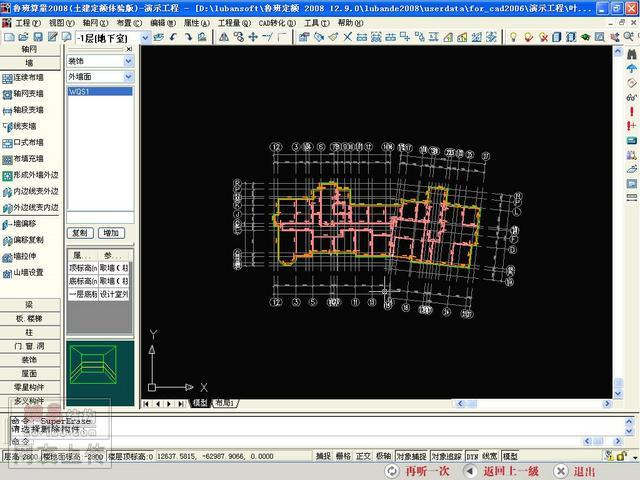 鲁班算量2008(土建定额体验版)-演示工程 - [D:\lubansoft\鲁班定额 2008 12.9.0\lubande2008\userdata\for_cad2006\演示工程\叶
工程(F) 视图(V) 轴网(D) 布置(C) 编辑(E) 属性(A) 工程量(Q) CAD转化(D) 工具(T) 帮助(H)
-1层(地下室)
轴网
墙
连续布墙
轴网变墙
轴段变墙
线变墙
口式布墙
布填充墙
形成外墙外边
内边线变外边
外边线变内边
墙偏移
偏移复制
墙拉伸
山墙设置
梁
板.楼梯
柱
门.窗.洞
装饰
屋面
零星构件
多义构件
装饰
外墙面
WQS1
复制 增加
属... 参...
顶标高(m 取墙(柱
底标高(m 取墙(柱
一层底标 设计室外
Y
X
模型 布局1
命令: SuperErase
请选择删除构件
命令:
网友上传
层高:2800 楼地面标高:-2800 楼层顶标高:0 12637.5815, -62987.9066, 0.0000 捕捉 栅格 正交 极轴 对象捕捉 对象追踪 DYN 线宽 模型
再听一次 返回上一级 退出